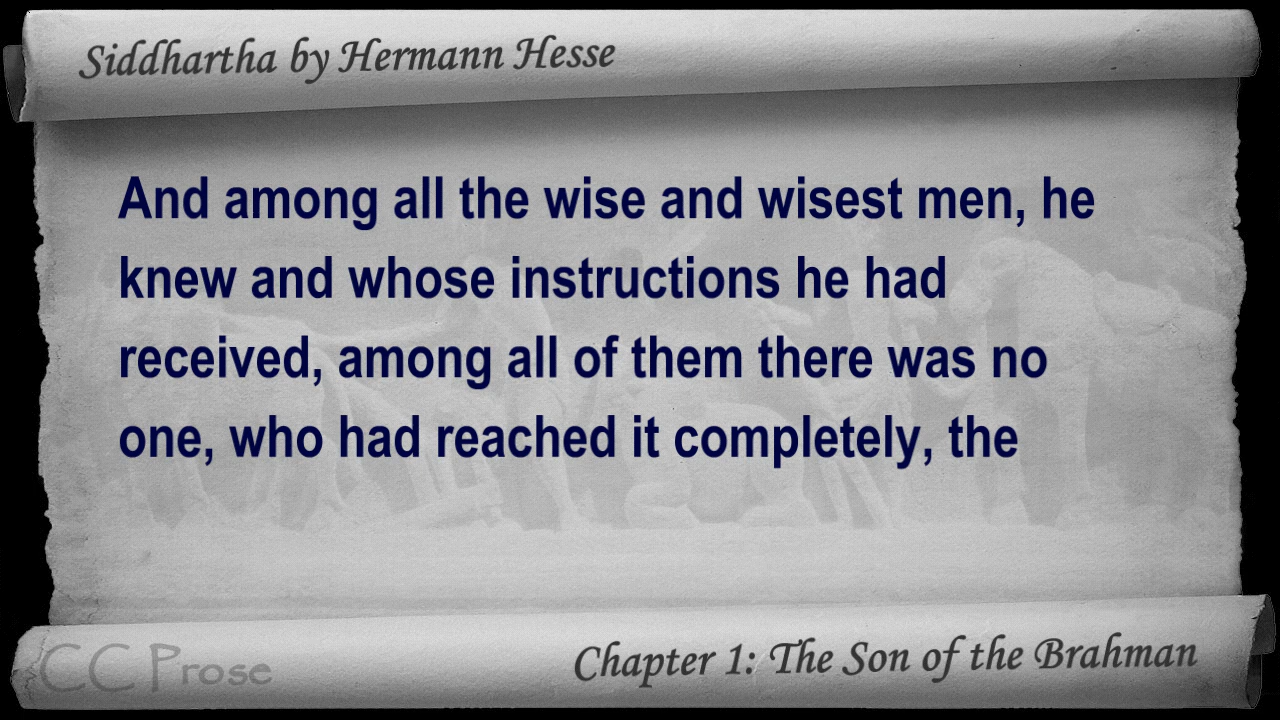 Siddhartha by Hermann Hesse
And among all the wise and wisest men, he
knew and whose instructions he had
received, among all of them there was no
one, who had reached it completely, the
CC Prose
Chapter 1: The Son of the Brahman